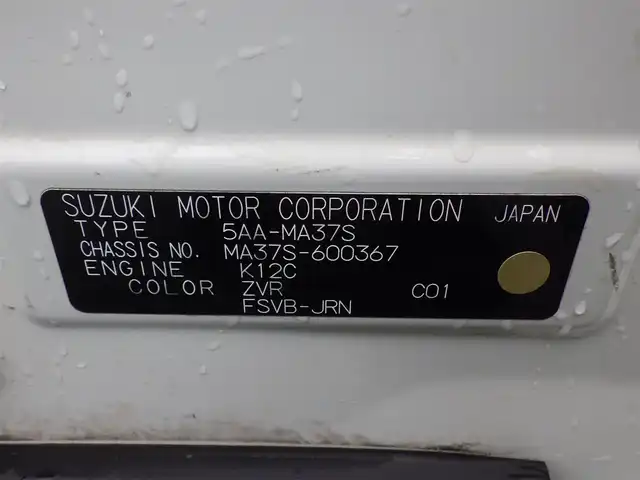 SUZUKI MOTOR CORPORATION JAPAN
TYPE 5AA-MA37S
CHASSIS NO. MA37S-600367
ENGINE K12C
COLOR ZVR C01
FSVB-JRN